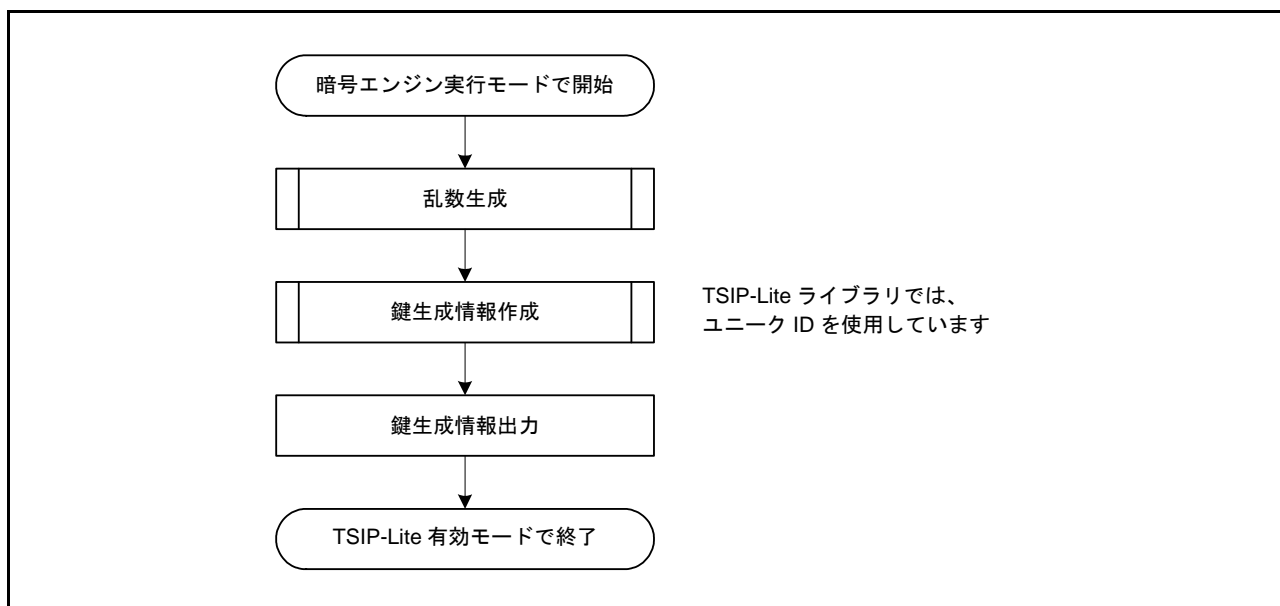 暗号エンジン実行モードで開始
乱数生成
鍵生成情報作成
TSIP-Lite ライブラリでは、
ユニーク ID を使用しています
鍵生成情報出力
TSIP-Lite 有効モードで終了